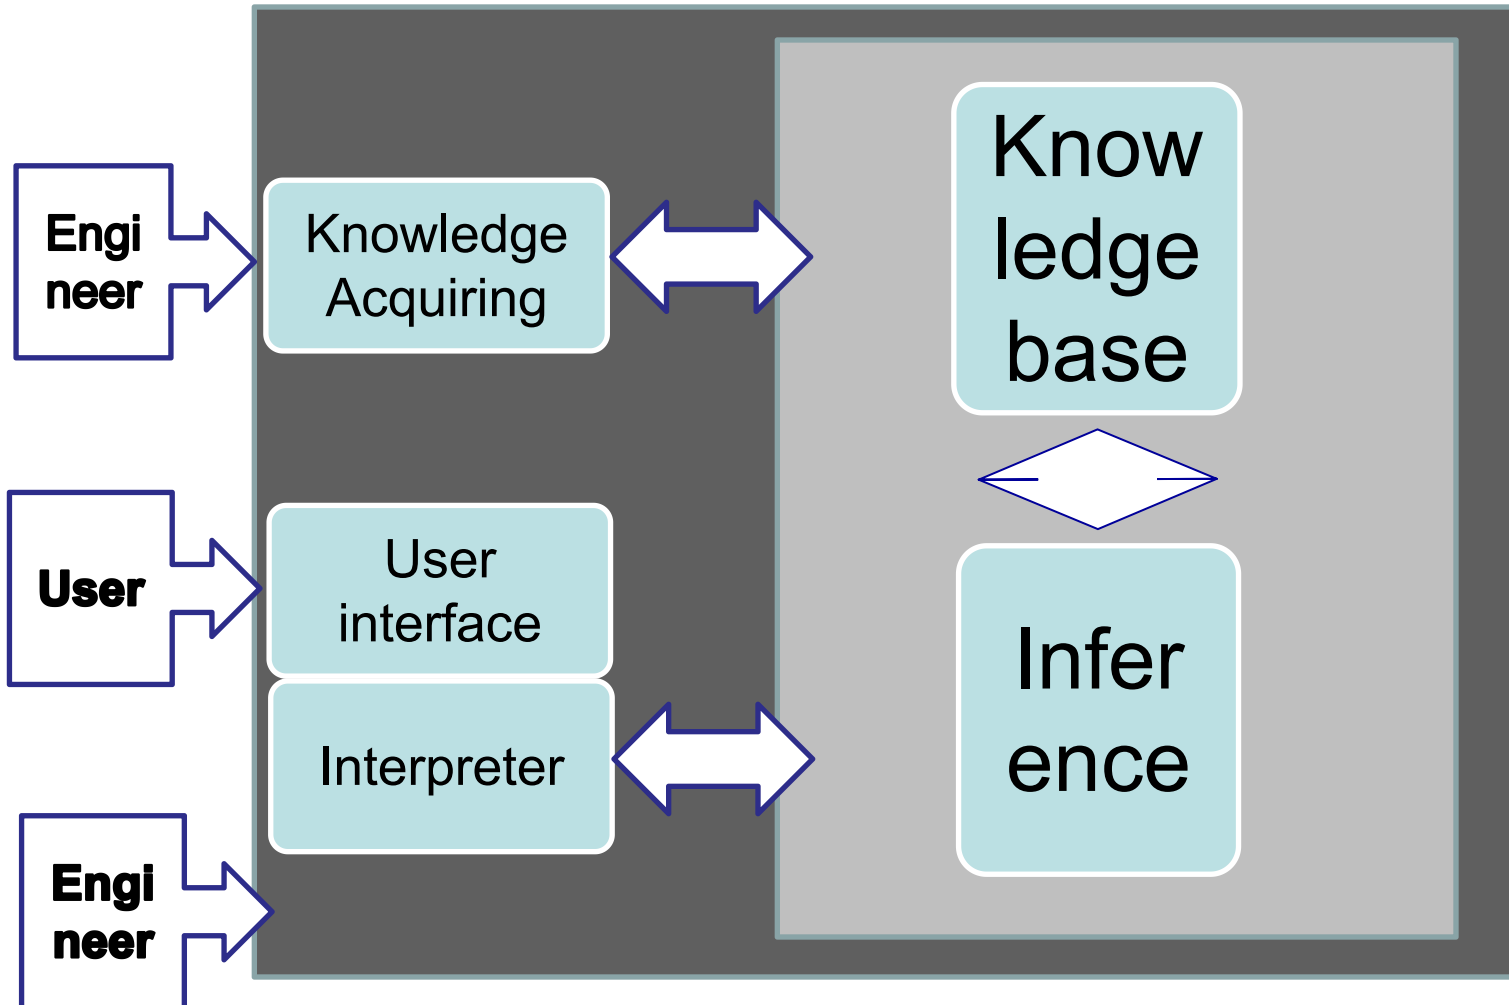 Engi
neer
Knowledge
Acquiring
Know
ledge
base
User
User
interface
Interpreter
Infer
ence
Engi
neer